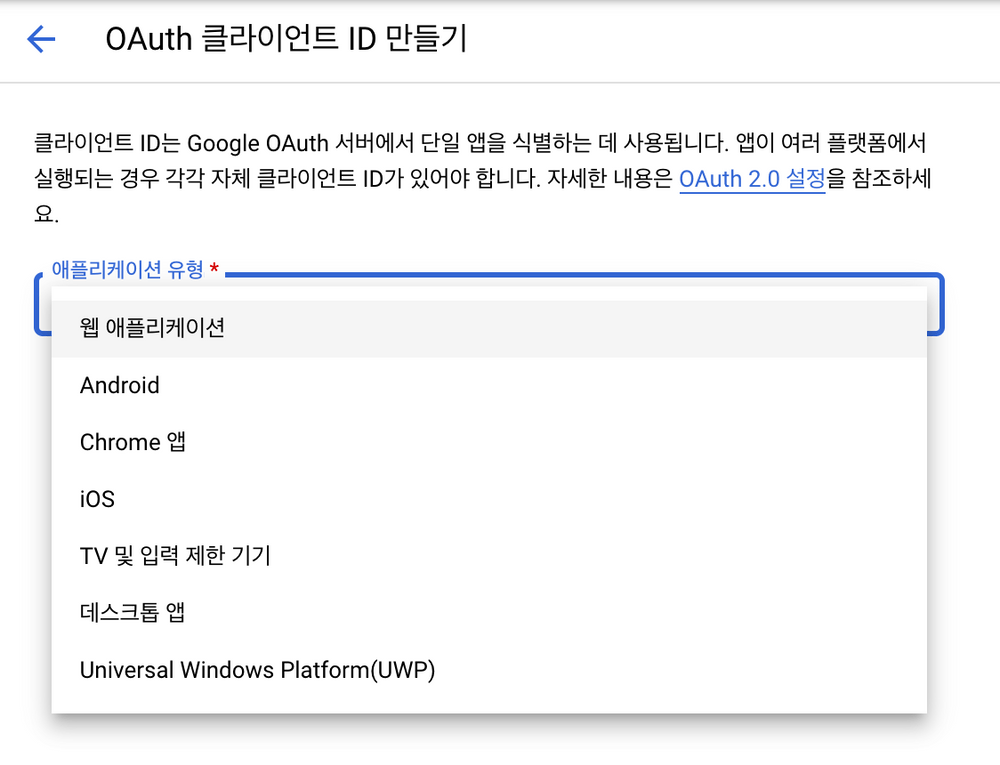 OAuth 클라이언트 ID 만들기
클라이언트 ID는 Google OAuth 서버에서 단일 앱을 식별하는 데 사용됩니다. 앱이 여러 플랫폼에서
실행되는 경우 각각 자체 클라이언트 ID가 있어야 합니다. 자세한 내용은 OAuth 2.0 설정을 참조하세
요.
애플리케이션 유형 *
웹 애플리케이션
Android
Chrome 앱
iOS
TV 및 입력 제한 기기
데스크톱 앱
Universal Windows Platform(UWP)